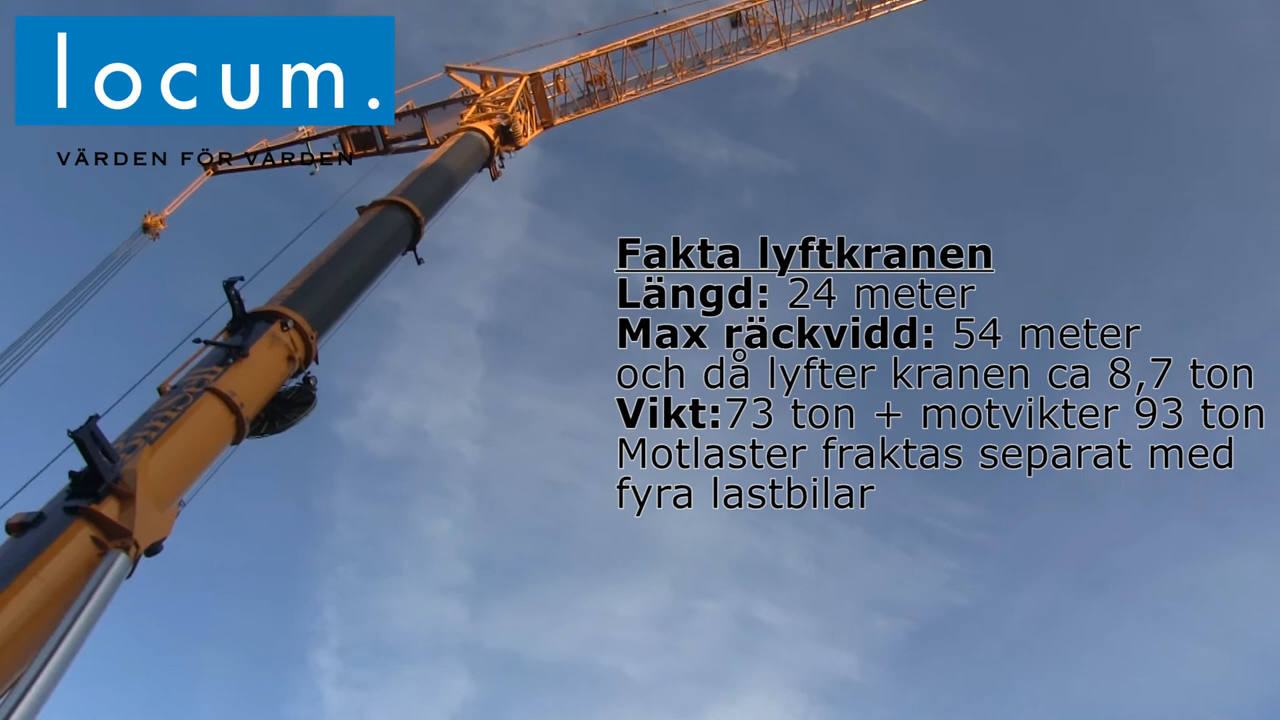 locum.
VÄRDEN FÖR VÅRDEN
Fakta lyftkranen
Längd: 24 meter
Max räckvidd: 54 meter
och då lyfter kranen ca 8,7 ton
Vikt:73 ton + motvikter 93 ton
Motlaster fraktas separat med
fyra lastbilar